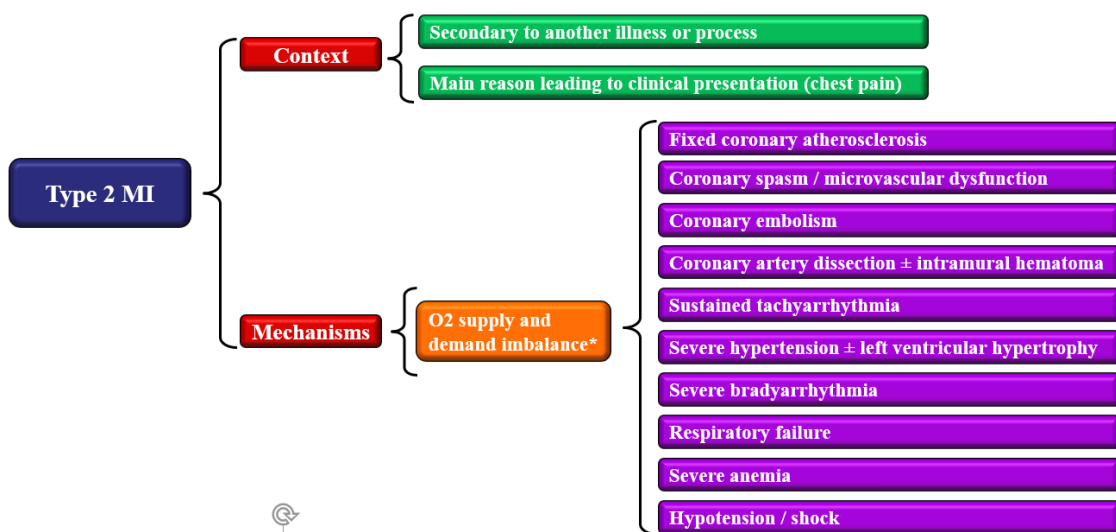 Secondary to another illness or process
Context
Main reason leading to clinical presentation (chest pain)
Type 2 MI
Fixed coronary atherosclerosis
Coronary spasm / microvascular dysfunction
Coronary embolism
Coronary artery dissection ± intramural hematoma
Mechanisms
O2 supply and
demand imbalance*
Sustained tachyarrhythmia
Severe hypertension ± left ventricular hypertrophy
Severe bradyarrhythmia
Respiratory failure
Severe anemia
Hypotension / shock